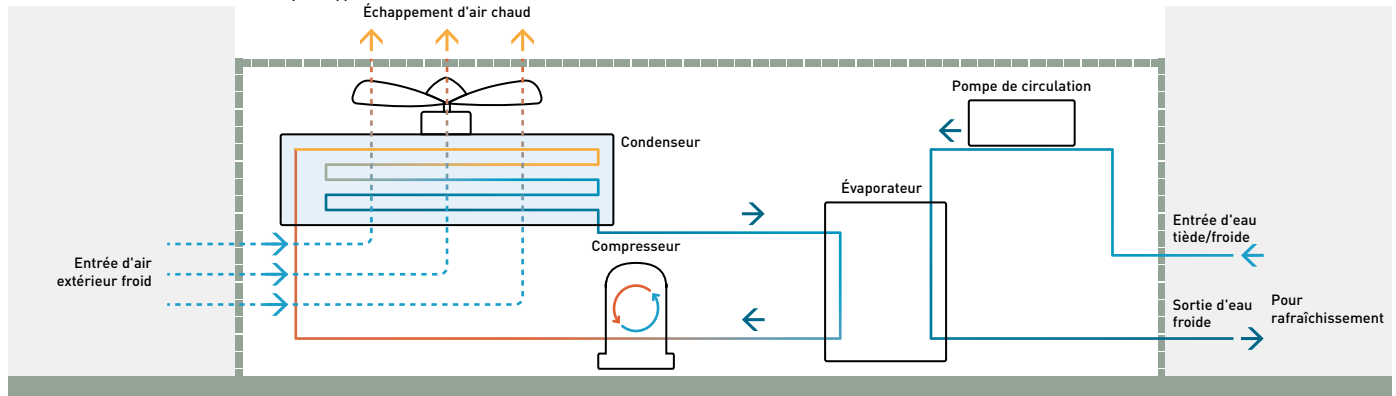 Échappement d'air chaud
Pompe de circulation
Condenseur
Évaporateur
Entrée d'eau
tiède/froide
Compresseur
Entrée d'air
extérieur froid
Sortie d'eau
froide
Pour
rafraîchissement